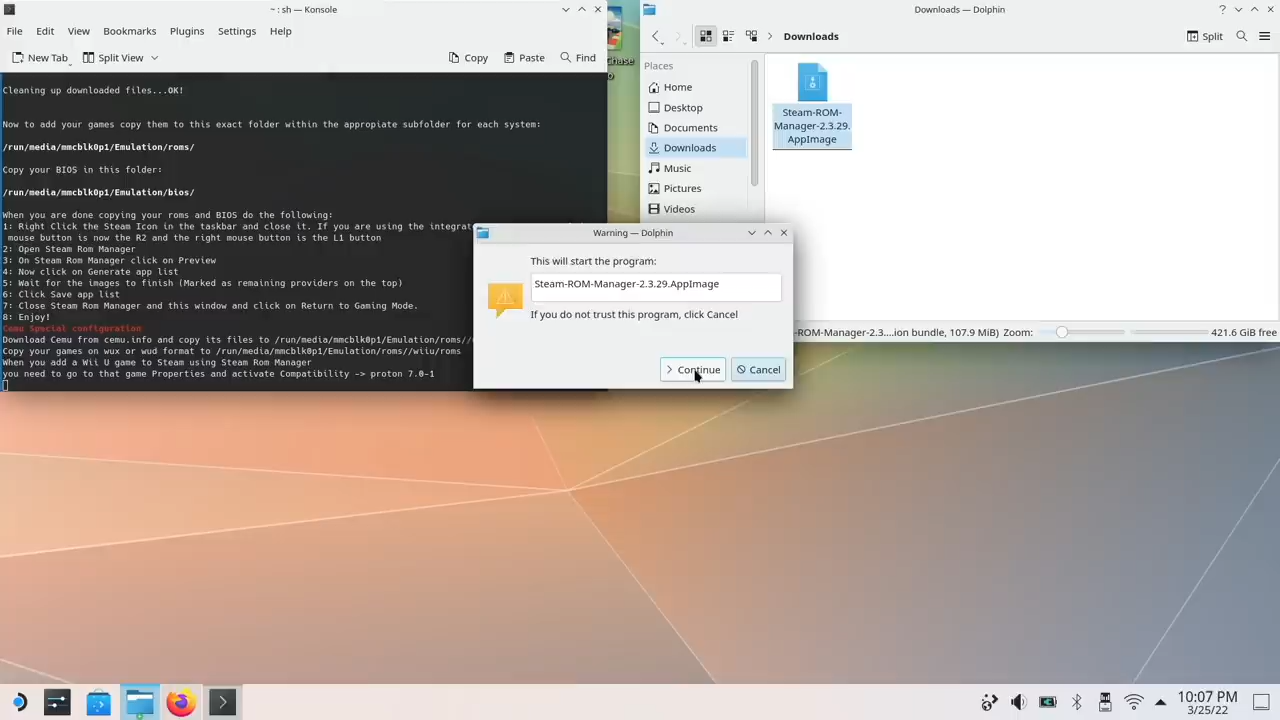 ~ : sh — Konsole
File Edit View Bookmarks Plugins Settings Help
New Tab Split View Copy Paste Find
Cleaning up downloaded files...OK!
Now to add your games copy them to this exact folder within the appropiate subfolder for each system:
/run/media/mmcblk0p1/Emulation/roms/
Copy your BIOS in this folder:
/run/media/mmcblk0p1/Emulation/bios/
When you are done copying your roms and BIOS do the following:
1: Right Click the Steam Icon in the taskbar and close it. If you are using the integrat
mouse button is now the R2 and the right mouse button is the L1 button
2: Open Steam Rom Manager
3: On Steam Rom Manager click on Preview
4: Now click on Generate app list
5: Wait for the images to finish (Marked as remaining providers on the top)
6: Click Save app list
7: Close Steam Rom Manager and this window and click on Return to Gaming Mode.
8: Enjoy!
Cemu Special configuration
Download Cemu from cemu.info and copy its files to /run/media/mmcblk0p1/Emulation/roms//
Copy your games on wux or wud format to /run/media/mmcblk0p1/Emulation/roms//wiiu/roms
When you add a Wii U game to Steam using Steam Rom Manager
you need to go to that game Properties and activate Compatibility -> proton 7.0-1
Downloads — Dolphin
Downloads
Split
Places
Home
Desktop
Documents
Downloads
Music
Pictures
Videos
Steam-ROM-
Manager-2.3.29.
AppImage
-ROM-Manager-2.3....ion bundle, 107.9 MiB) Zoom: 421.6 GiB free
Warning — Dolphin
This will start the program:
Steam-ROM-Manager-2.3.29.AppImage
If you do not trust this program, click Cancel
Continue Cancel
10:07 PM
3/25/22